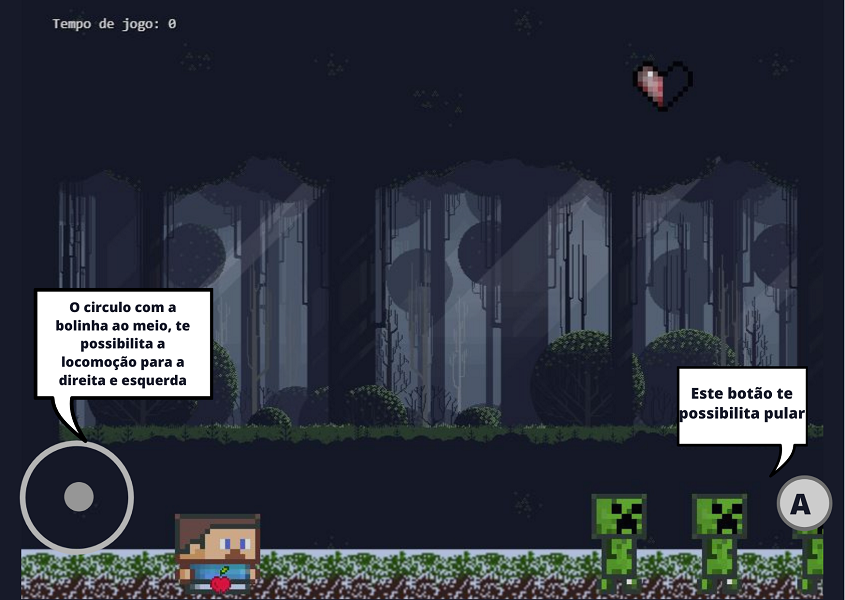 Tempo de jogo: 0
O circulo com a
bolinha ao meio, te
possibilita a
locomoção para a
direita e esquerda
Este botão te
possibilita pular
A